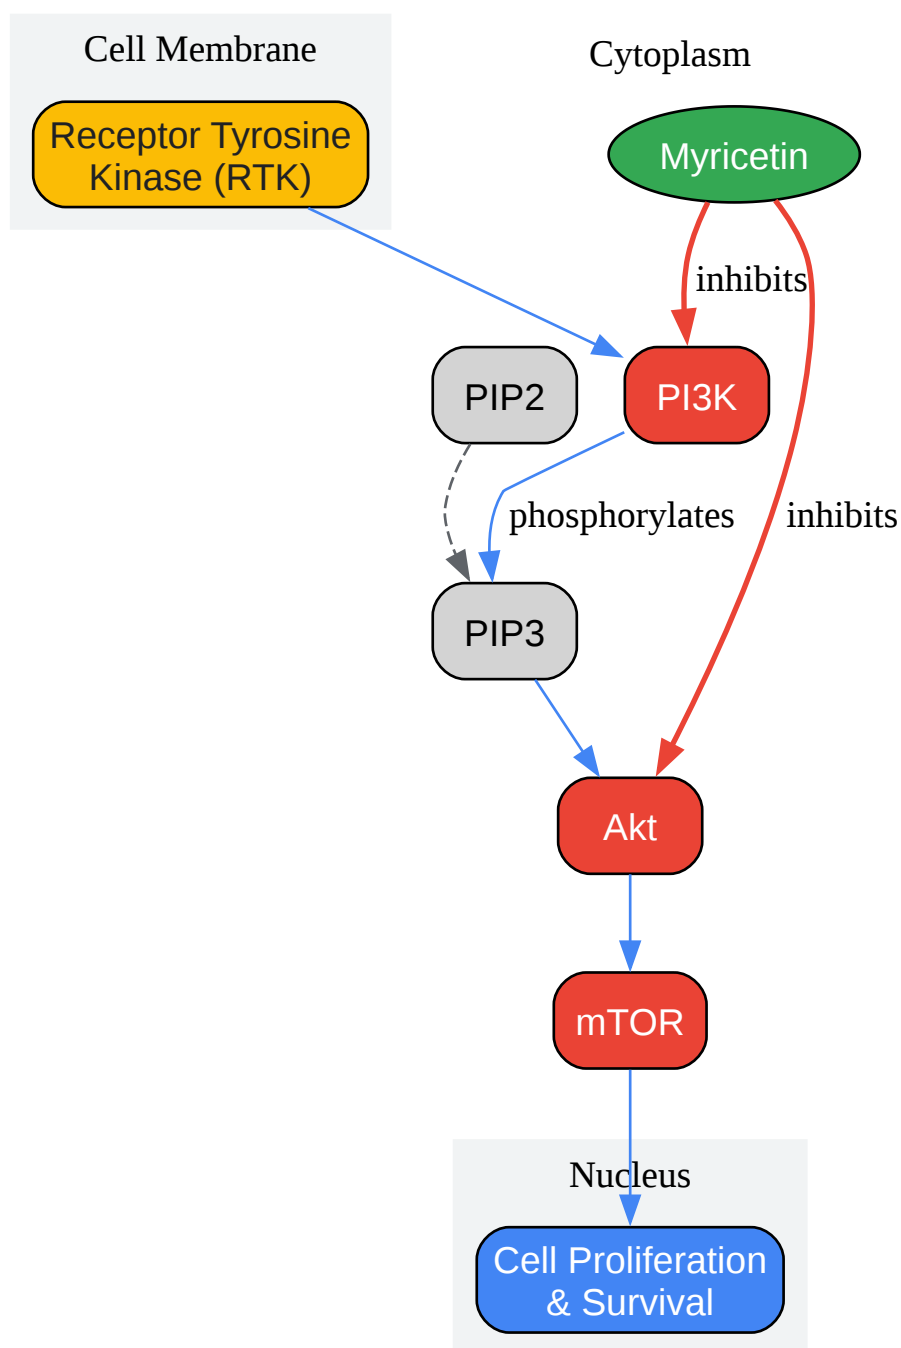 Cell Membrane
Cytoplasm
Receptor Tyrosine
Kinase (RTK)
Myricetin
inhibits
PIP2
PI3K
phosphorylates
inhibits
PIP3
Akt
mTOR
Nucleus
Cell Proliferation
& Survival